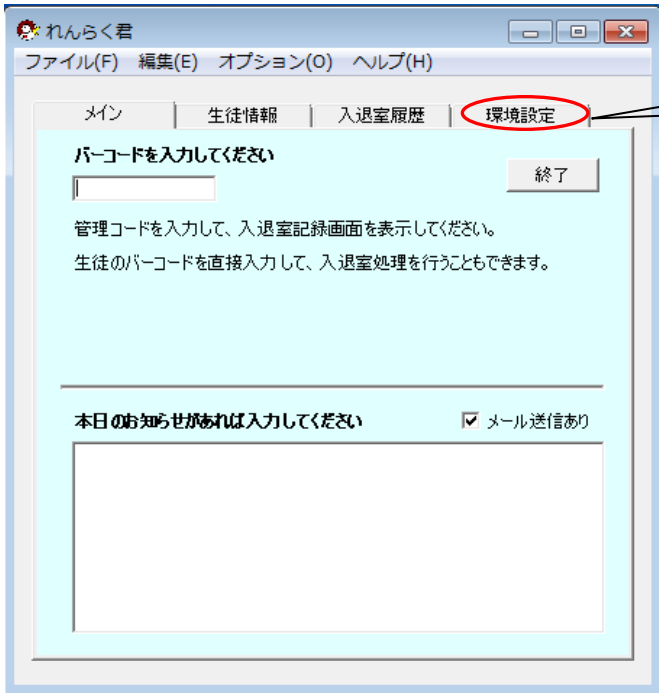 れんらく君
ファイル(F) 編集(E) オプション(O) ヘルプ(H)
メイン 生徒情報 入退室履歴 環境設定
バーコードを入力してください
終了
管理コードを入力して、入退室記録画面を表示してください。
生徒のバーコードを直接入力して、入退室処理を行うこともできます。
本日のお知らせがあれば入力してください メール送信あり